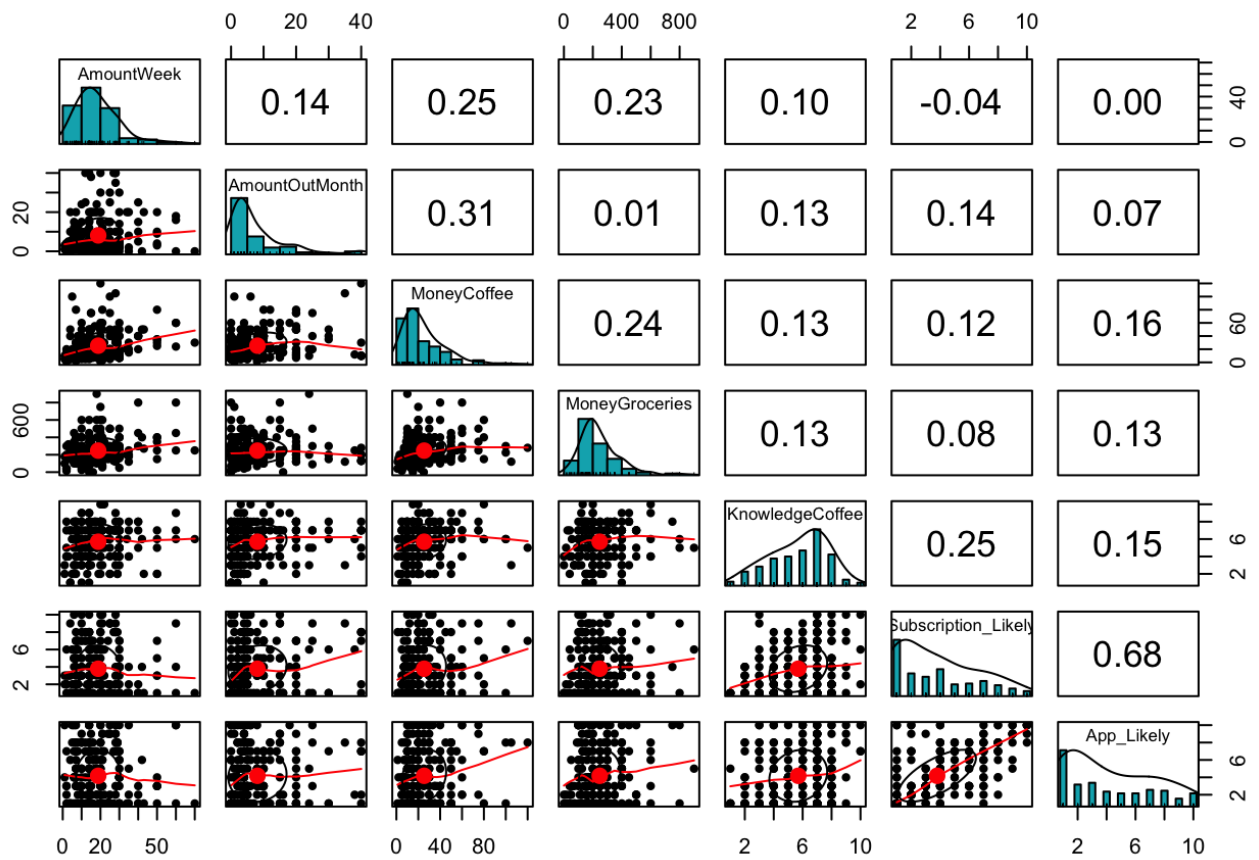 0 20 40 0 400 800 2 6 10
AmountWeek 0.14 0.25 0.23 0.10 -0.04 0.00 0 40
0 20 AmountOutMonth 0.31 0.01 0.13 0.14 0.07
MoneyCoffee 0.24 0.13 0.12 0.16 0 60
0 600 MoneyGroceries 0.13 0.08 0.13
KnowledgeCoffee 0.25 0.15 2 6
2 6 Subscription_Likely 0.68
App_Likely 2 6
0 20 50 0 40 80 2 6 10 2 6 10